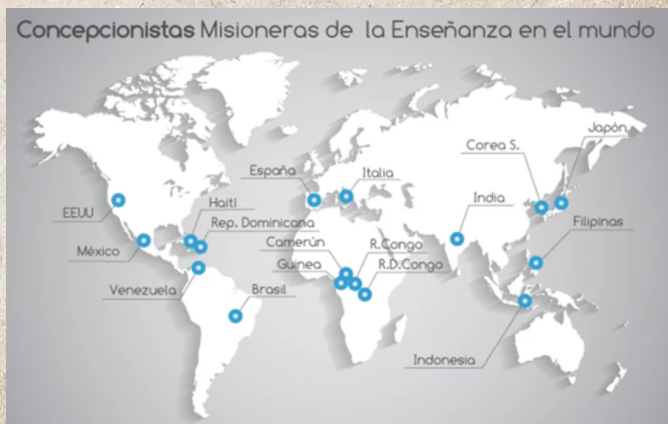 Concepcionistas Misioneras de la Enseñanza en el mundo
Japón
Corea S.
España
Italia
India
Haití
EEUU
Rep. Dominicana
Filipinas
Camerún
R.Congo
México
Guinea
R.D.Congo
Venezuela
Brasil
Indonesia